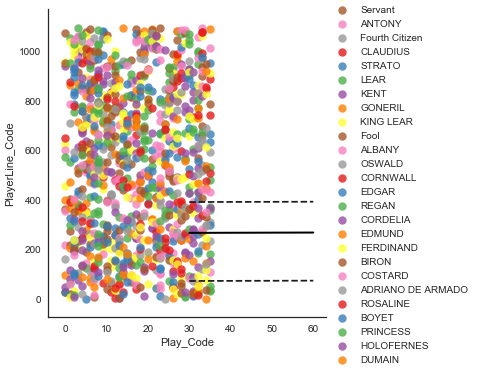 PlayerLine_Code
1000
800
600
400
200
0
0 10 20 30 40 50 60
Play_Code
Servant
ANTONY
Fourth Citizen
CLAUDIUS
STRATO
LEAR
KENT
GONERIL
KING LEAR
Fool
ALBANY
OSWALD
CORNWALL
EDGAR
REGAN
CORDELIA
EDMUND
FERDINAND
BIRON
COSTARD
ADRIANO DE ARMADO
ROSALINE
BOYET
PRINCESS
HOLOFERNES
DUMAIN